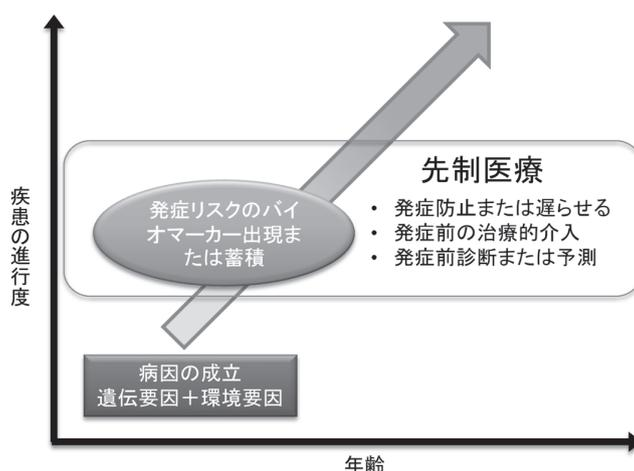 先制医療
• 発症防止または遅らせる
• 発症前の治療的介入
• 発症前診断または予測
発症リスクのバイ
オマーカー出現ま
たは蓄積
病因の成立
遺伝要因＋環境要因
疾患の進行度
年齢